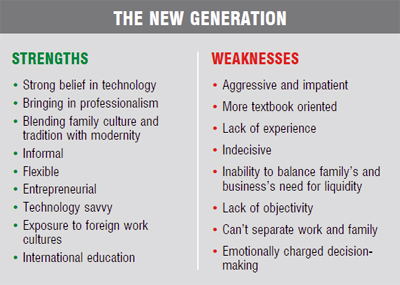 THE NEW GENERATION
STRENGTHS
• Strong belief in technology
• Bringing in professionalism
• Blending family culture and
tradition with modernity
• Informal
• Flexible
• Entrepreneurial
• Technology savvy
• Exposure to foreign work
cultures
• International education
WEAKNESSES
• Aggressive and impatient
• More textbook oriented
• Lack of experience
• Indecisive
• Inability to balance family's and
business's need for liquidity
• Lack of objectivity
• Can't separate work and family
• Emotionally charged decision-
making